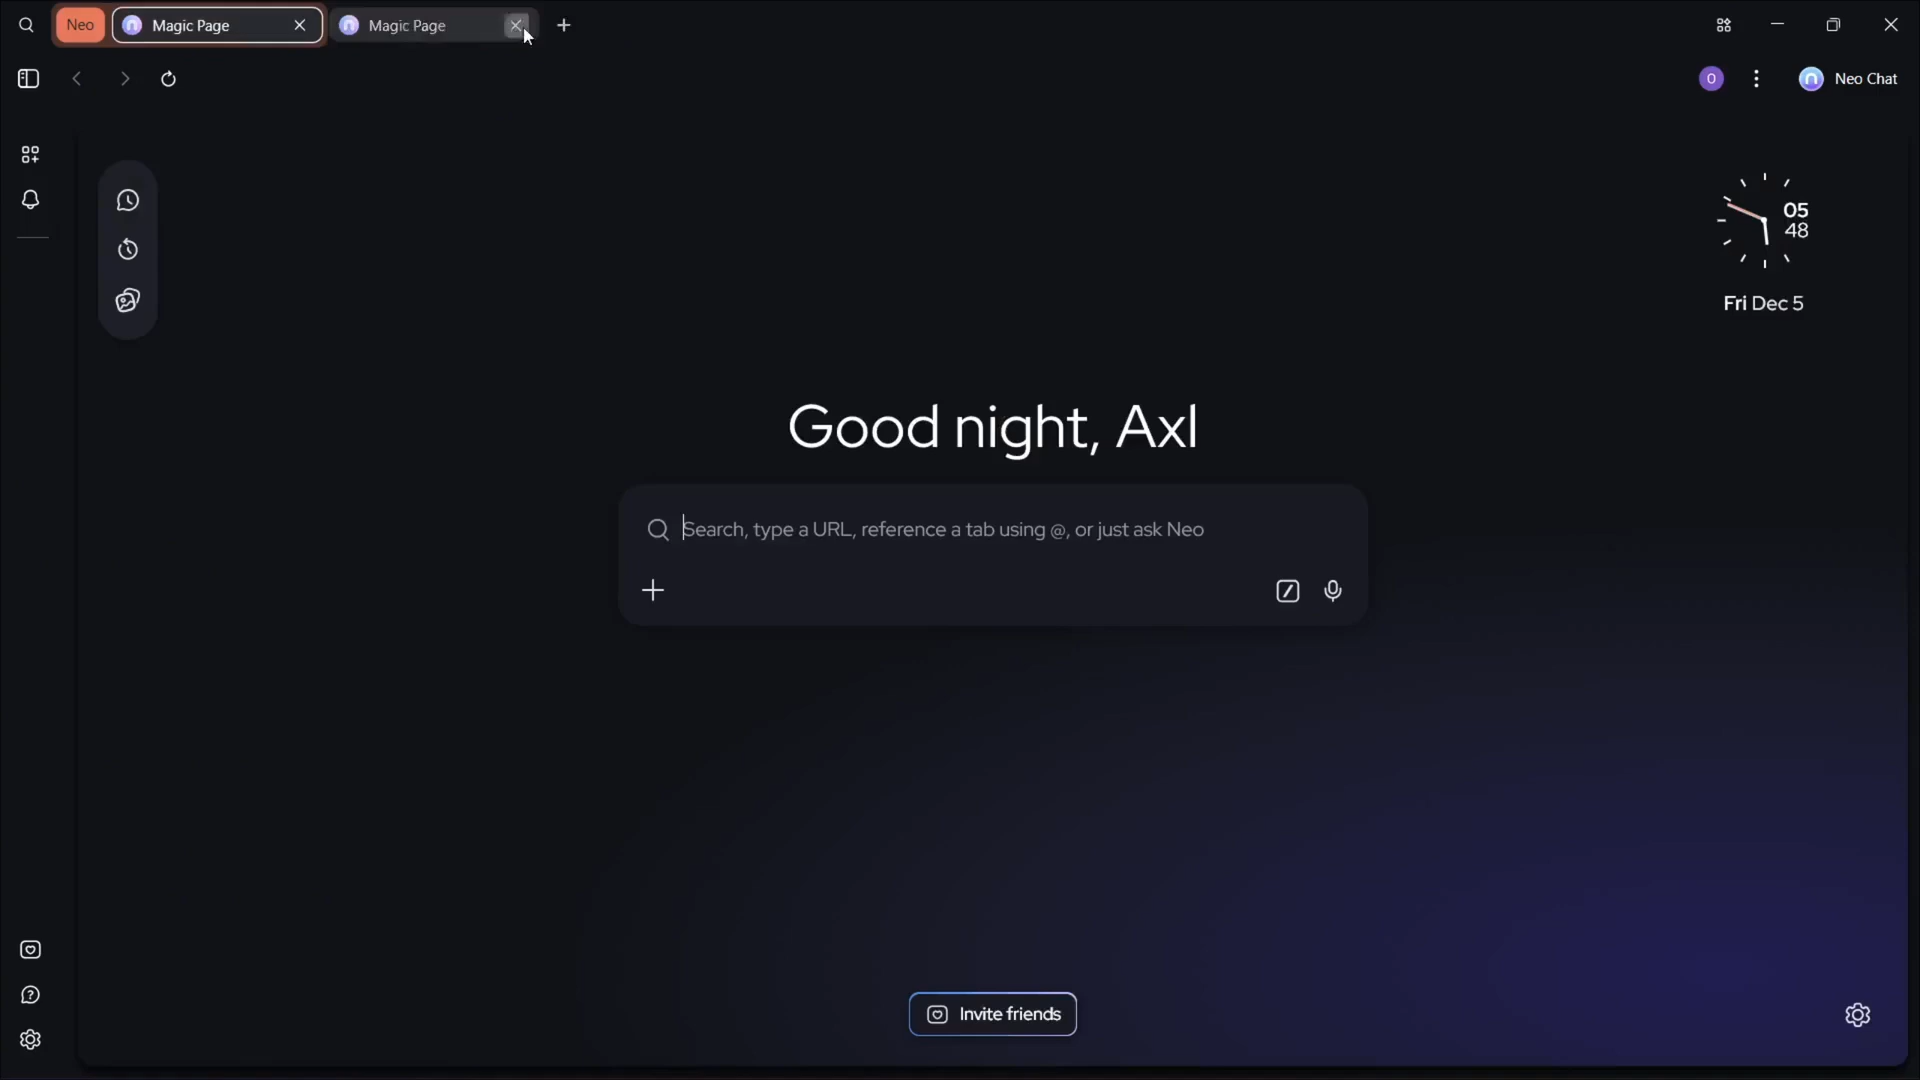 Neo
Magic Page
Magic Page
O
Neo Chat
05
48
Fri Dec 5
Good night, Axl
Search, type a URL, reference a tab using @, or just ask Neo
Invite friends